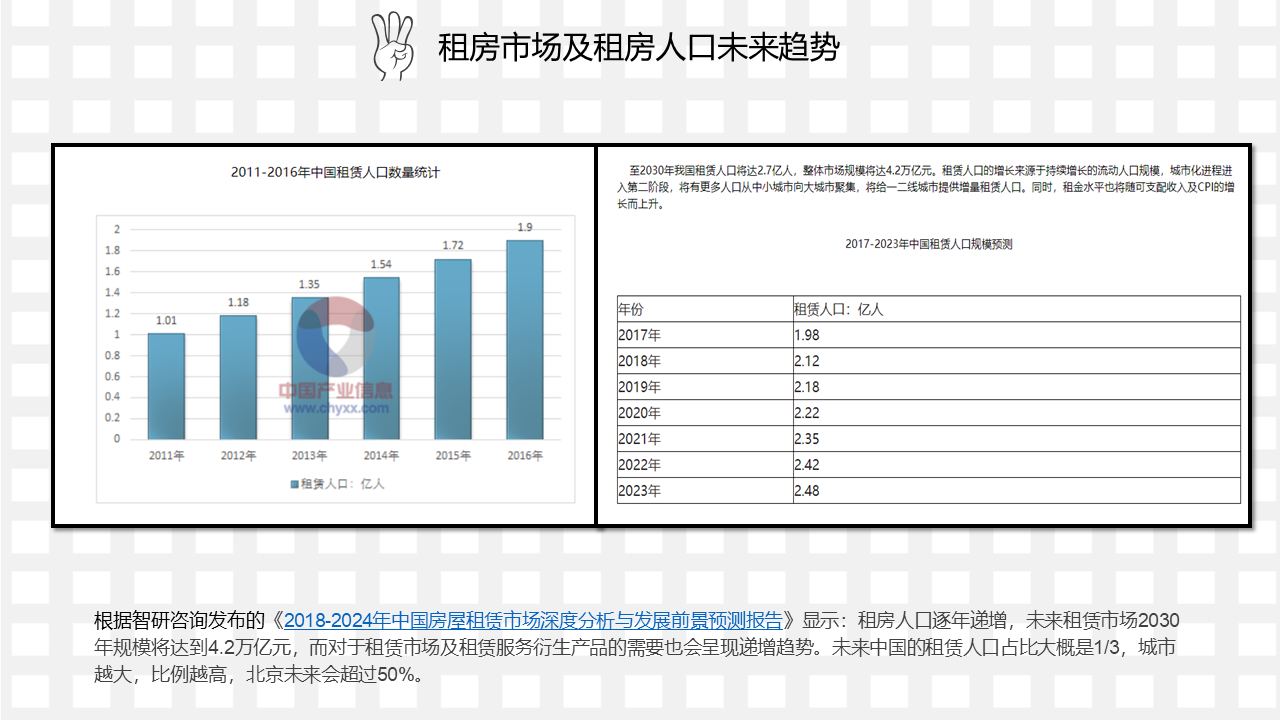 租房市场及租房人口未来趋势
2011-2016年中国租赁人口数量统计
2
1.8
1.6
1.4
1.2
1
0.8
0.6
0.4
0.2
0
1.01
1.18
1.35
1.54
1.72
1.9
2011年
2012年
2013年
2014年
2015年
2016年
租赁人口：亿人
中国产业信息
www.chyxx.com
至2030年我国租赁人口将达2.7亿人，整体市场规模将达4.2万亿元。租赁人口的增长来源于持续增长的流动人口规模，城市化进程进
入第二阶段，将有更多人口从中小城市向大城市聚集，将给一二线城市提供增量租赁人口。同时，租金水平也将随可支配收入及CPI的增
长而上升。
2017-2023年中国租赁人口规模预测
年份 租赁人口：亿人
2017年 1.98
2018年 2.12
2019年 2.18
2020年 2.22
2021年 2.35
2022年 2.42
2023年 2.48
根据智研咨询发布的《2018-2024年中国房屋租赁市场深度分析与发展前景预测报告》显示：租房人口逐年递增，未来租赁市场2030
年规模将达到4.2万亿元，而对于租赁市场及租赁服务衍生产品的需要也会呈现递增趋势。未来中国的租赁人口占比大概是1/3，城市
越大，比例越高，北京未来会超过50%。